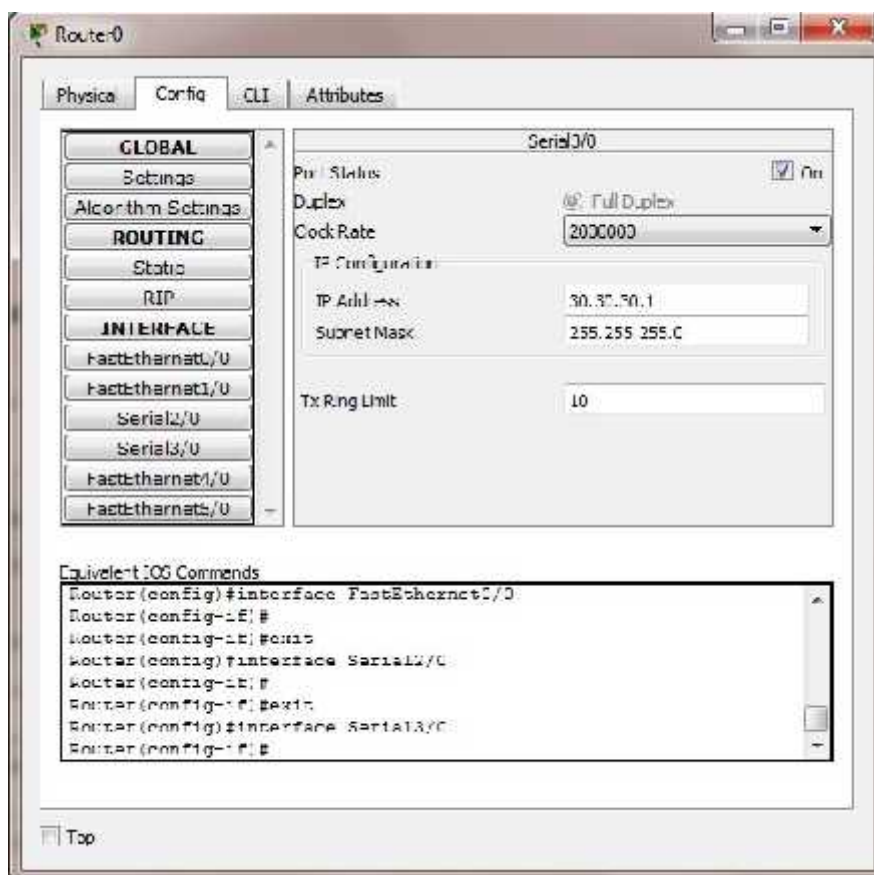 Router0
Physical Config CLI Attributes
GLOBAL
Settings
Algorithm Settings
ROUTING
Static
RIP
INTERFACE
FastEthernet0/0
FastEthernet1/0
Serial2/0
Serial3/0
FastEthernet4/0
FastEthernet5/0
Serial3/0
Port Status On
Duplex Full Duplex
Clock Rate 2000000
IP Configuration
IP Address 30.30.30.1
Subnet Mask 255.255.255.0
Tx Ring Limit 10
Equivalent IOS Commands
Router(config)#interface FastEthernet0/0
Router(config-if)#
Router(config-if)#exit
Router(config)#interface Serial2/0
Router(config-if)#
Router(config-if)#exit
Router(config)#interface Serial3/0
Router(config-if)#
Top